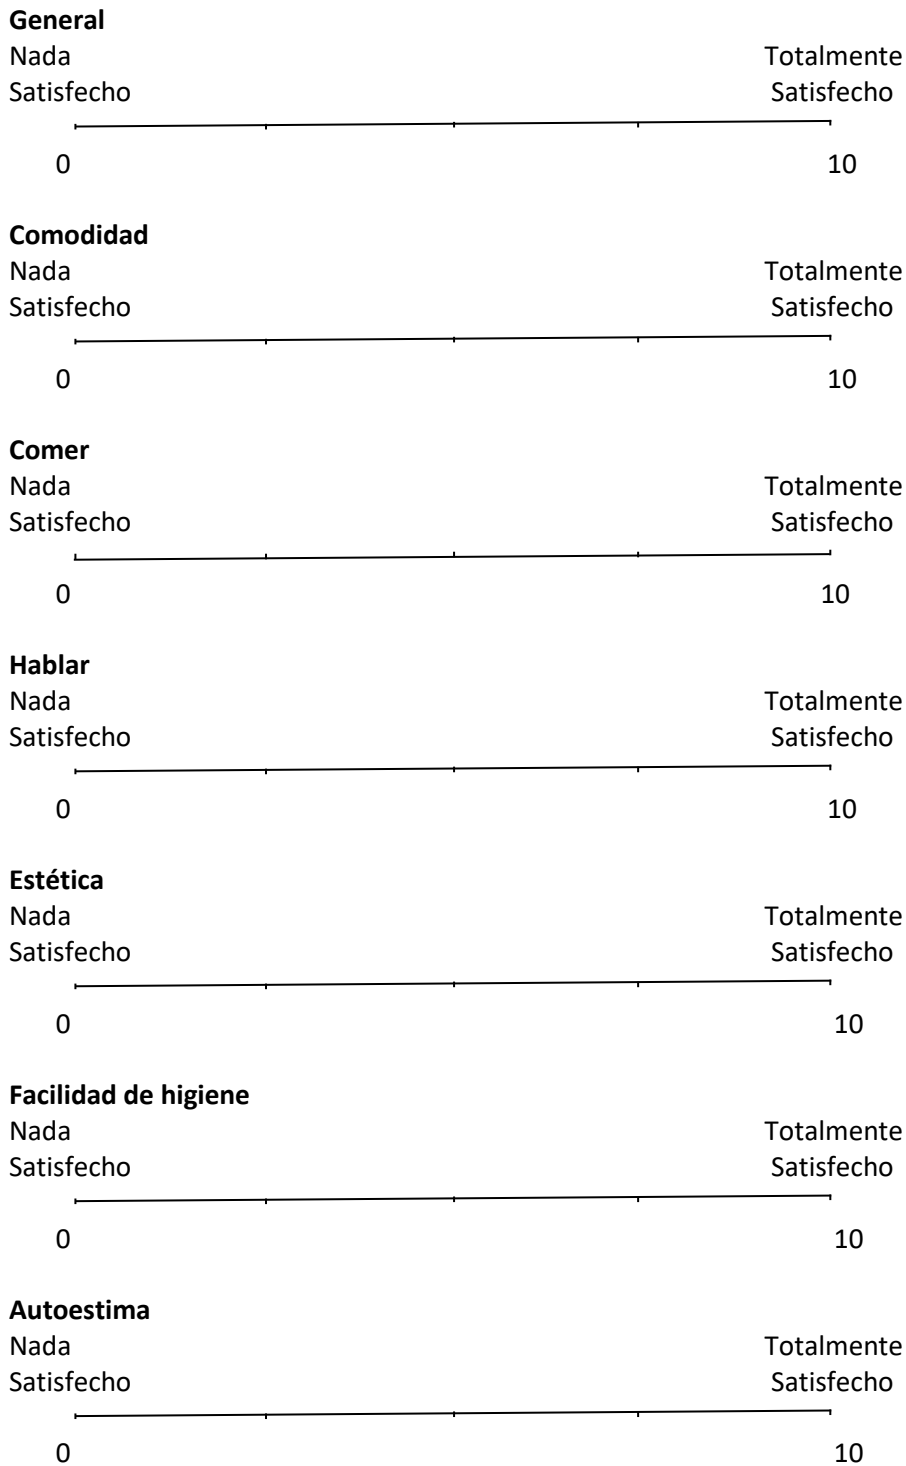 General
Nada Totalmente
Satisfecho Satisfecho
0 10
Comodidad
Nada Totalmente
Satisfecho Satisfecho
0 10
Comer
Nada Totalmente
Satisfecho Satisfecho
0 10
Hablar
Nada Totalmente
Satisfecho Satisfecho
0 10
Estética
Nada Totalmente
Satisfecho Satisfecho
0 10
Facilidad de higiene
Nada Totalmente
Satisfecho Satisfecho
0 10
Autoestima
Nada Totalmente
Satisfecho Satisfecho
0 10